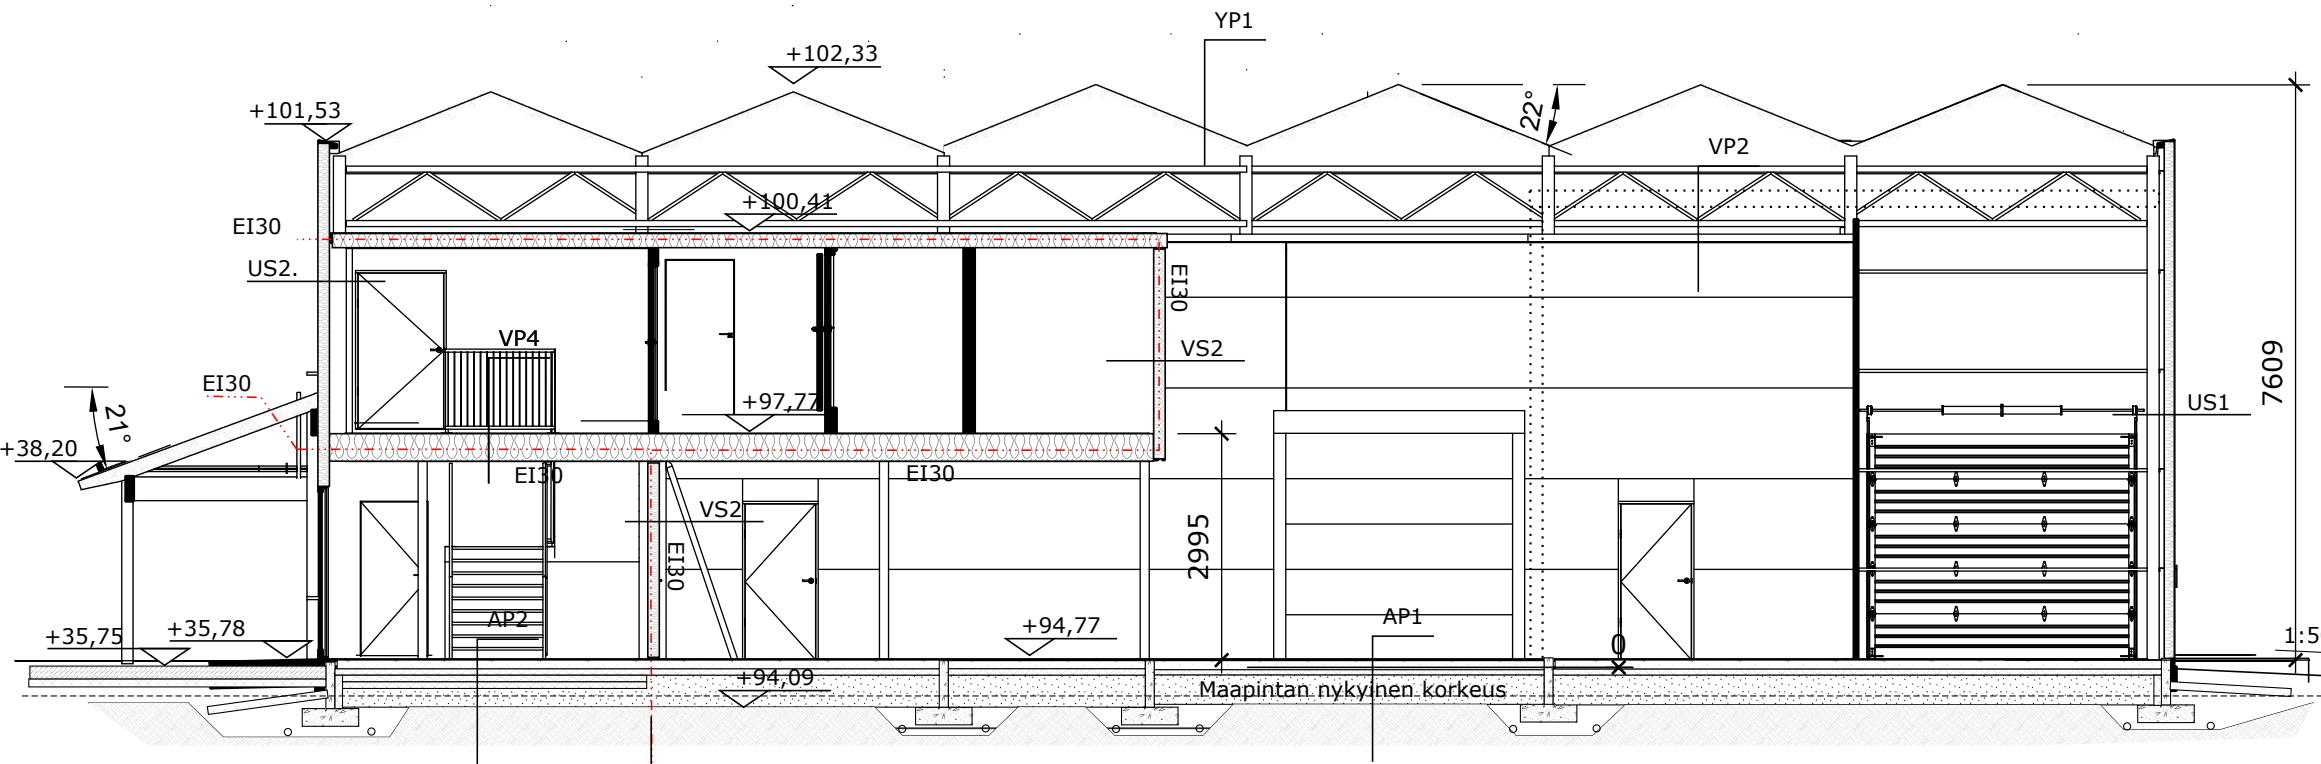 YP1
+102,33
+101,53
22°
VP2
+100,41
EI30
US2.
EI30
VP4
VS2
7609
EI30
21°
+97,77
US1
+38,20
EI30
EI30
VS2
2995
EI30
AP2
AP1
+35,75
+35,78
+94,77
0
1:5
+94,09
Maapintan nykyinen korkeus